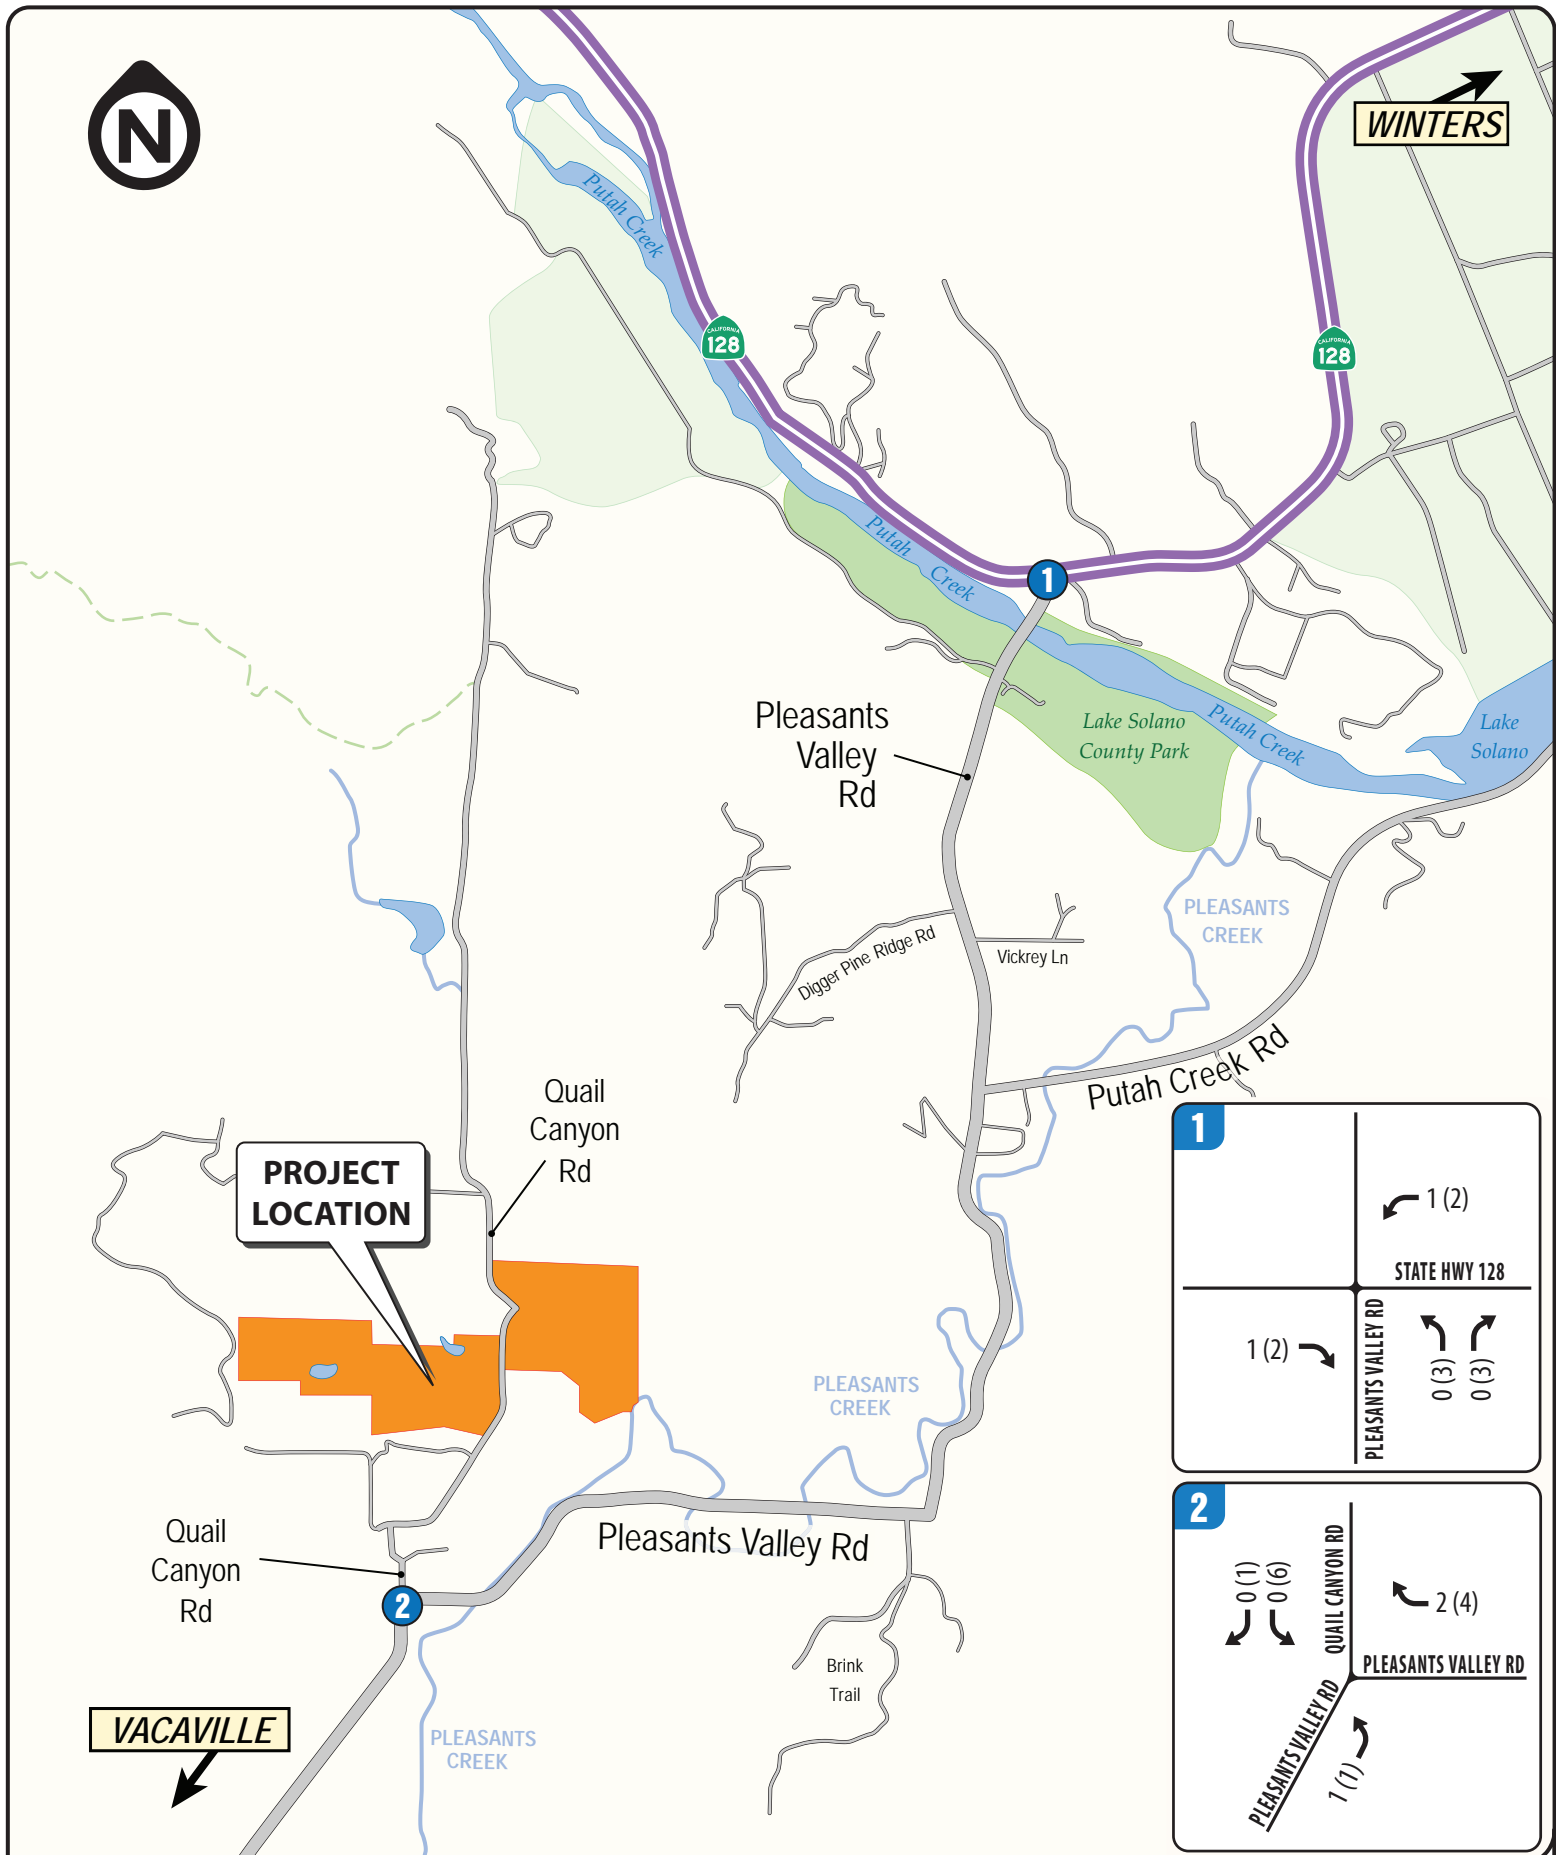 N
WINTERS
Putah Creek
CALIFORNIA
128
CALIFORNIA
128
Putah
Creek
1
Pleasants
Valley
Rd
Lake Solano
County Park
Putah Creek
Lake
Solano
PLEASANTS
CREEK
Digger Pine Ridge Rd
Vickrey Ln
Putah Creek Rd
Quail
Canyon
Rd
PROJECT
LOCATION
PLEASANTS
CREEK
Pleasants Valley Rd
Quail
Canyon
Rd
2
Brink
Trail
VACAVILLE
PLEASANTS
CREEK
1
1 (2)
STATE HWY 128
PLEASANTS VALLEY RD
1 (2)
0 (3)
0 (3)
2
QUAIL CANYON RD
0 (1)
0 (6)
2 (4)
PLEASANTS VALLEY RD
PLEASANTS VALLEY RD
1 (1)